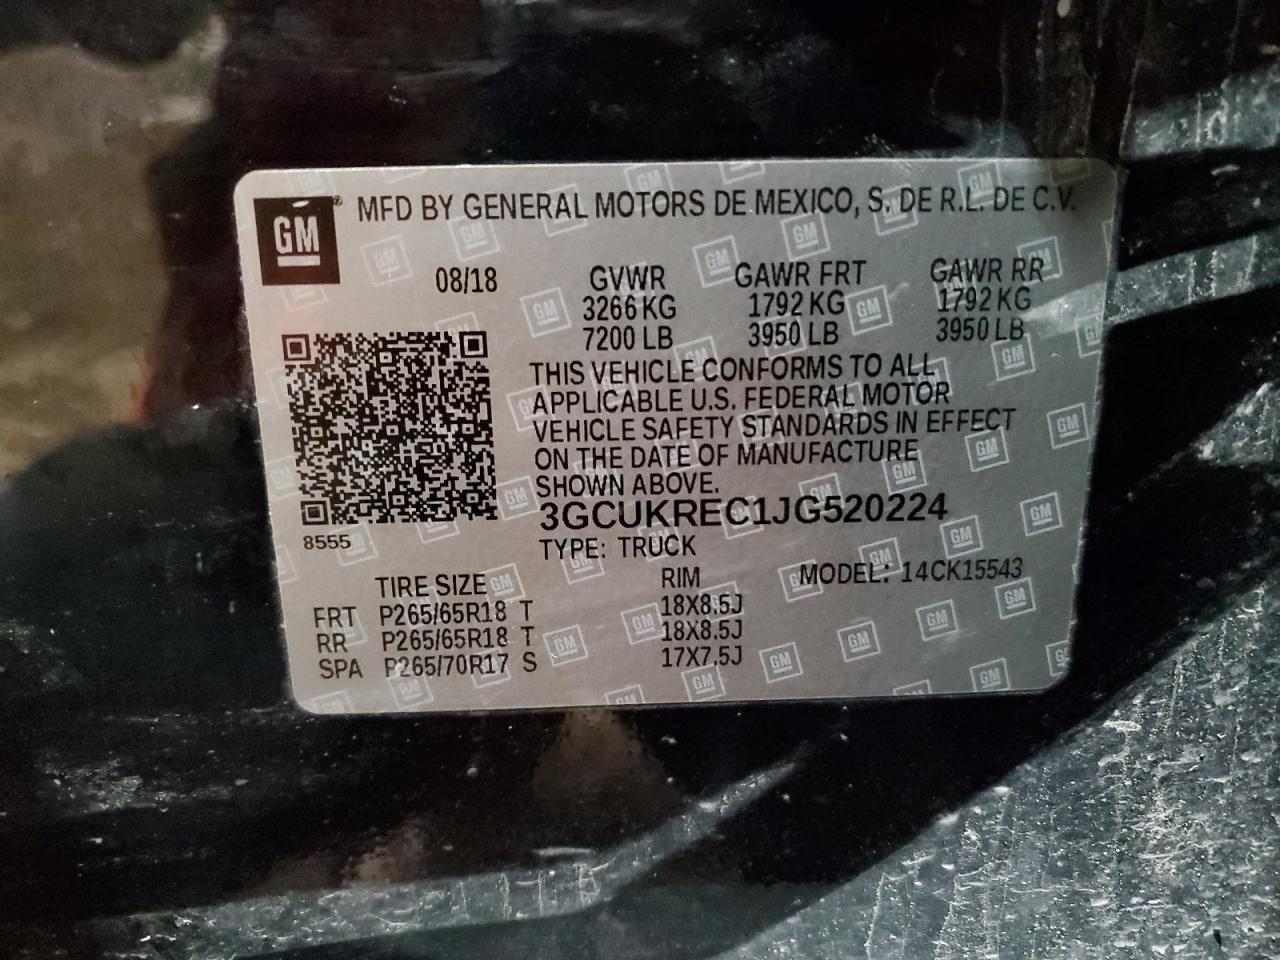 GM® MFD BY GENERAL MOTORS DE MEXICO, S. DE R.L. DE C.V.
08/18 GVWR GAWR FRT GAWR RR
3266 KG 1792 KG 1792 KG
7200 LB 3950 LB 3950 LB
THIS VEHICLE CONFORMS TO ALL
APPLICABLE U.S. FEDERAL MOTOR
VEHICLE SAFETY STANDARDS IN EFFECT
ON THE DATE OF MANUFACTURE
SHOWN ABOVE.
3GCUKREC1JG520224
8555
TYPE: TRUCK
TIRE SIZE RIM MODEL: 14CK15543
FRT P265/65R18 T 18X8.5J
RR P265/65R18 T 18X8.5J
SPA P265/70R17 S 17X7.5J